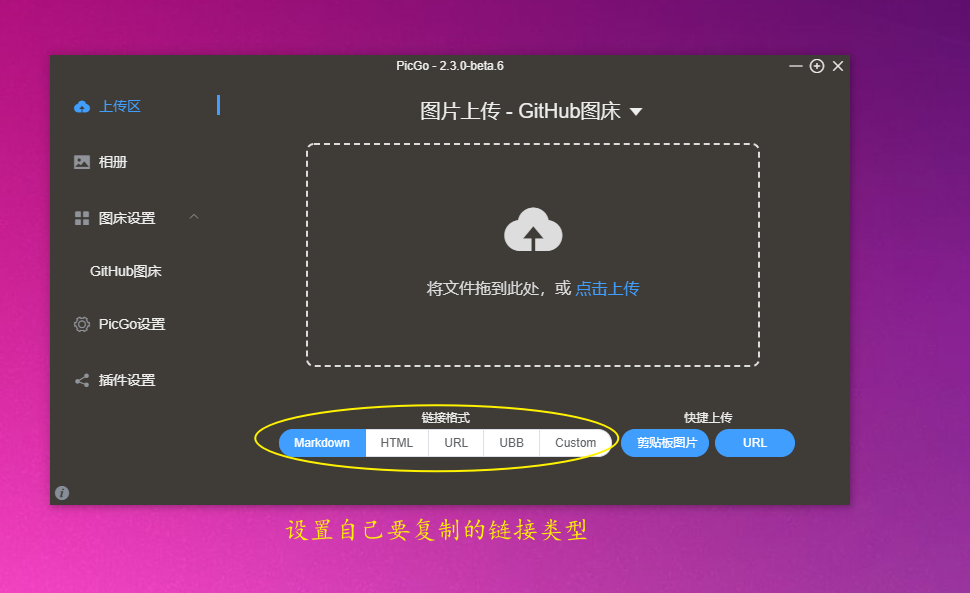 PicGo - 2.3.0-beta.6
上传区
图片上传 - GitHub图床
相册
图床设置
GitHub图床
将文件拖到此处，或 点击上传
PicGo设置
插件设置
链接格式
快捷上传
Markdown HTML URL UBB Custom
剪贴板图片 URL
设置自己要复制的链接类型